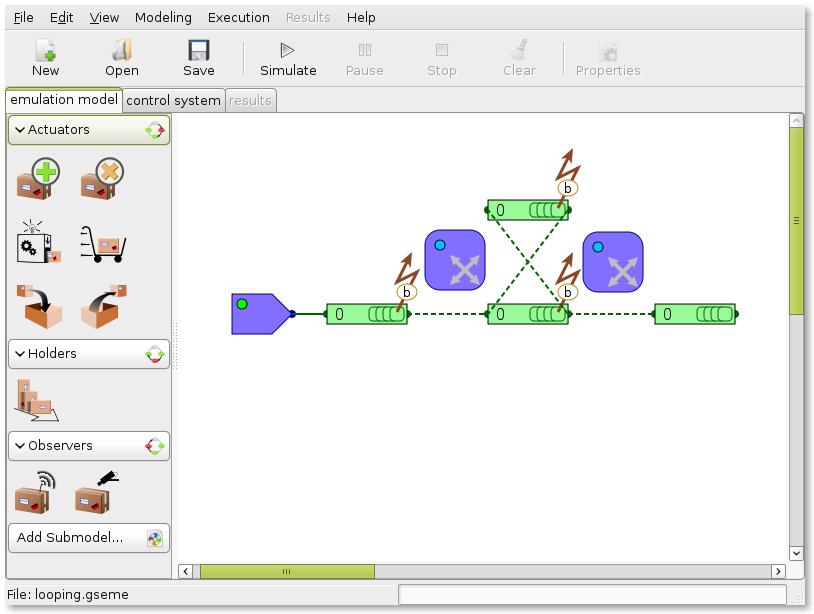 File Edit View Modeling Execution Results Help
New Open Save Simulate Pause Stop Clear Properties
emulation model control system results
Actuators
b
0
b b
0 0 0
Holders
Observers
Add Submodel...
File: looping.gseme